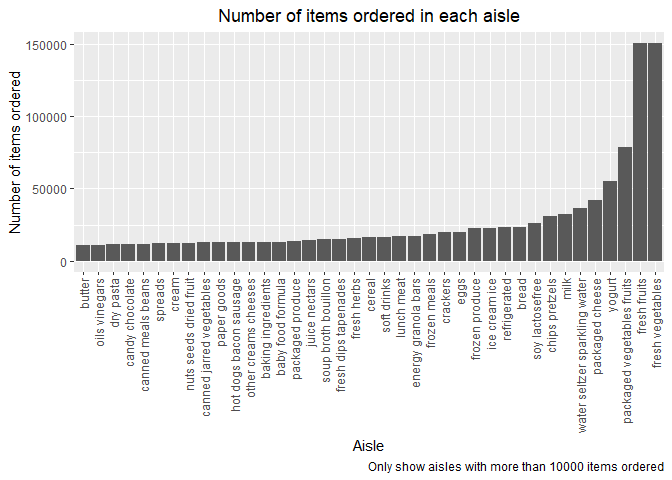 Number of items ordered in each aisle
Number of items ordered
150000
100000
50000
0
butter
oils vinegars
dry pasta
candy chocolate
canned meals beans
spreads
cream
nuts seeds dried fruit
canned jarred vegetables
paper goods
hot dogs bacon sausage
other creams cheeses
baking ingredients
baby food formula
packaged produce
juice nectars
soup broth bouillon
fresh dips tapenades
fresh herbs
cereal
soft drinks
lunch meat
energy granola bars
frozen meals
crackers
eggs
frozen produce
ice cream ice
refrigerated
bread
soy lactosefree
chips pretzels
milk
water seltzer sparkling water
packaged cheese
yogurt
packaged vegetables fruits
fresh fruits
fresh vegetables
Aisle
Only show aisles with more than 10000 items ordered